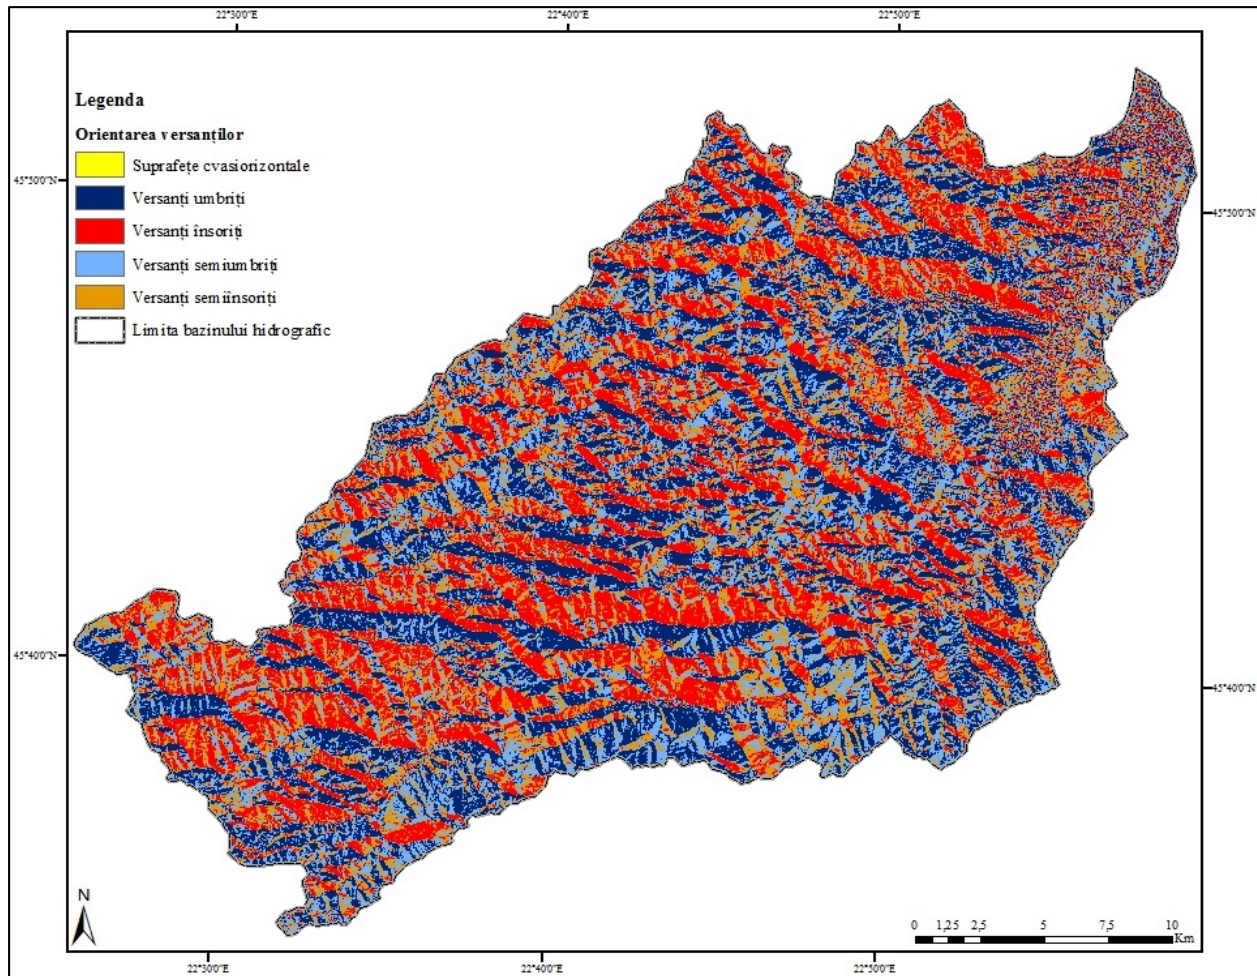 22°30'0"E
22°40'0"E
22°50'0"E
Legenda
Orientarea versanților
Suprafețe cvasiorizontale
Versanți umbriți
Versanți însoriți
Versanți semiumbriți
Versanți semiînsoriți
Limita bazinului hidrografic
45°50'0"N
45°50'0"N
45°40'0"N
45°40'0"N
N
0 1,25 2,5 5 7,5 10
Km
22°30'0"E
22°40'0"E
22°50'0"E